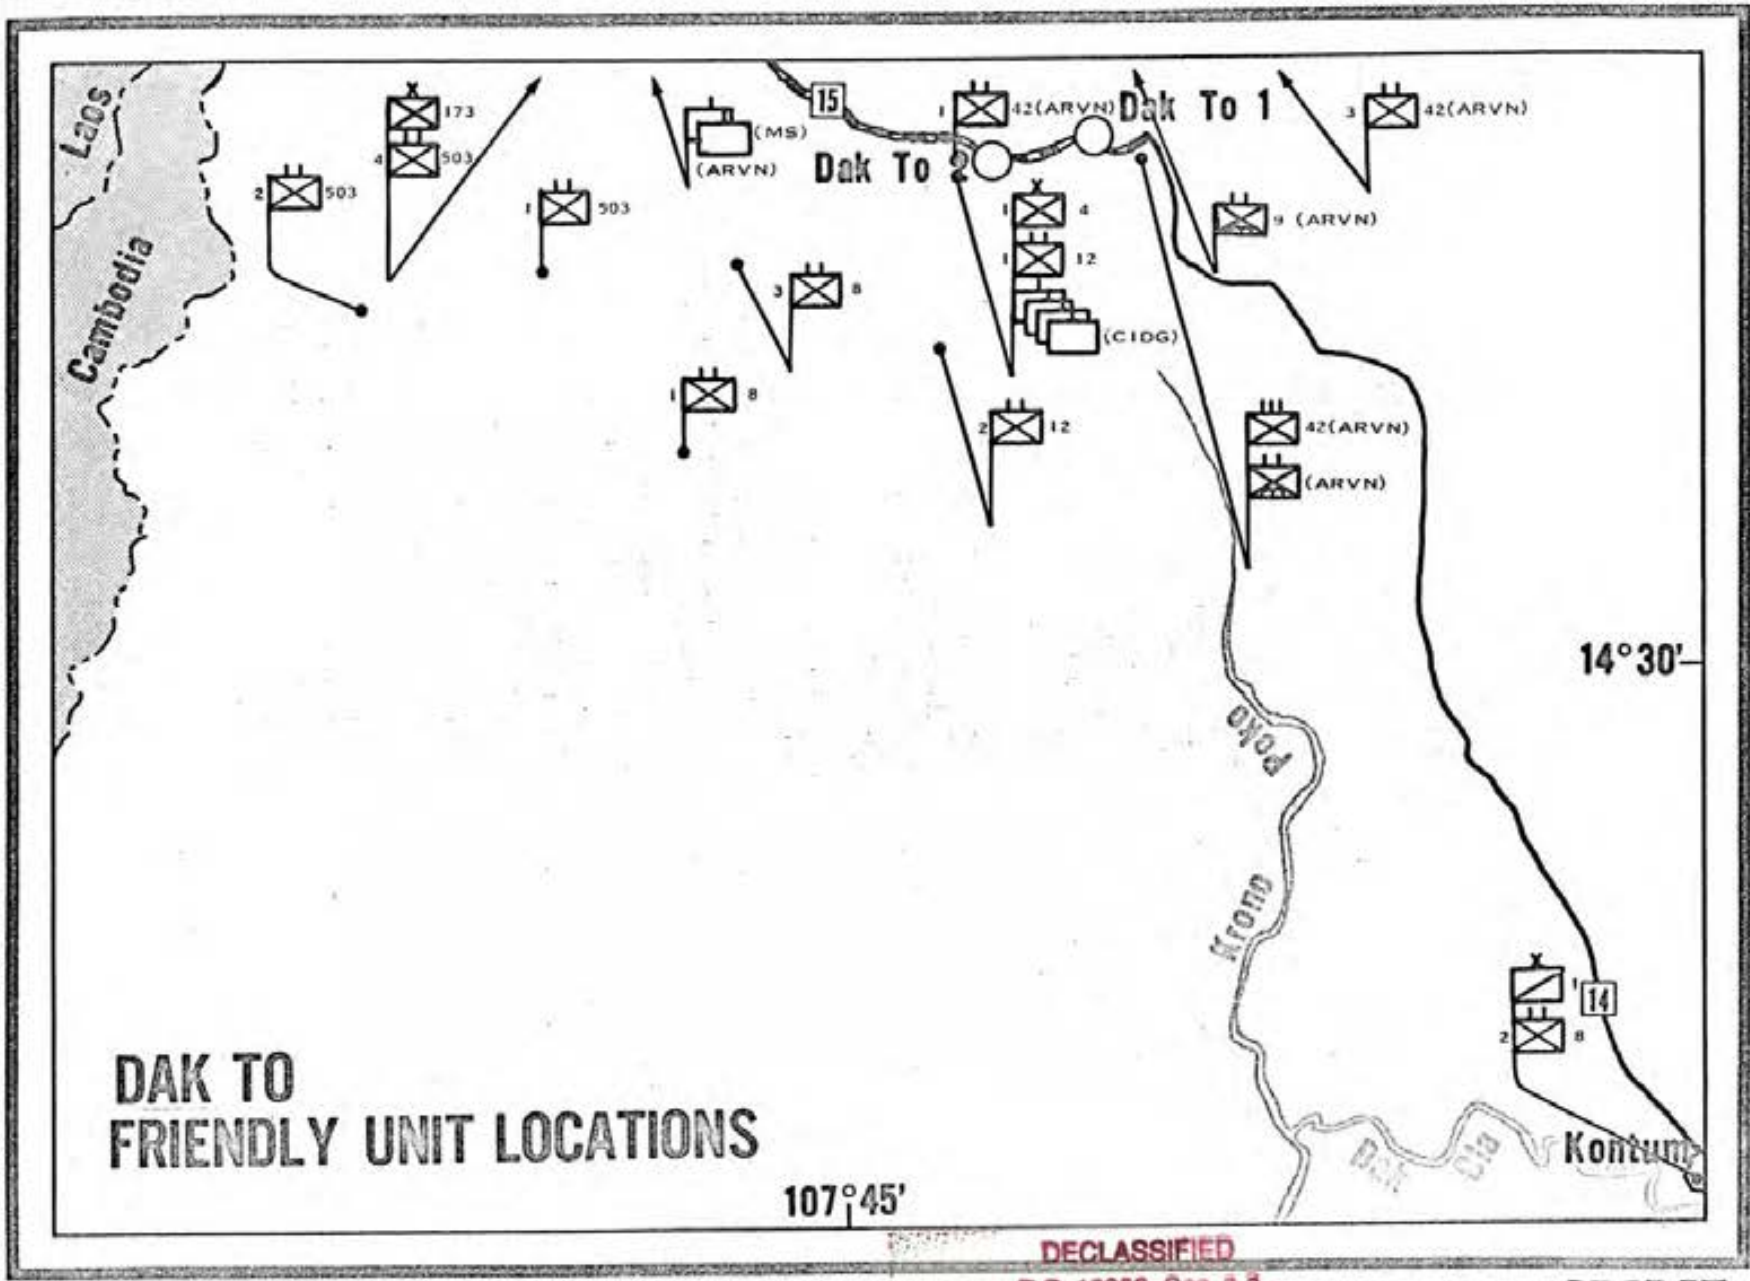 Laos
Cambodia
X
173
4
503
2
503
1
503
(MS)
(ARVN)
15
1
42(ARVN)
Dak To 1
3
42(ARVN)
Dak To 2
X
1
4
1
12
(CIDG)
9 (ARVN)
3
8
1
8
2
12
42(ARVN)
(ARVN)
14°30'
Poko
Krong
X
1
14
2
8
Kontum
Dak
Bla
DAK TO
FRIENDLY UNIT LOCATIONS
107°45'
DECLASSIFIED